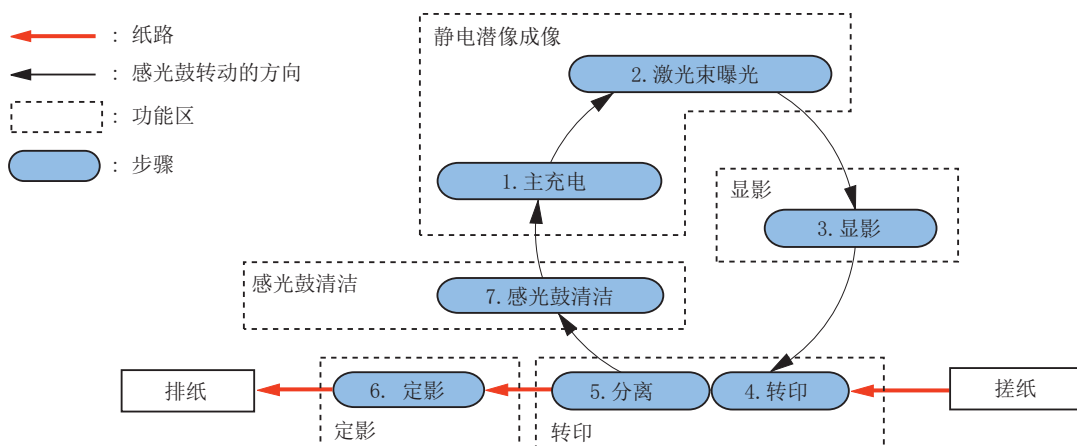 : 纸路
: 感光鼓转动的方向
: 功能区
: 步骤
静电潜像成像
2.激光束曝光
1.主充电
显影
3.显影
感光鼓清洁
7.感光鼓清洁
排纸
6. 定影
5.分离
4.转印
搓纸
定影
转印